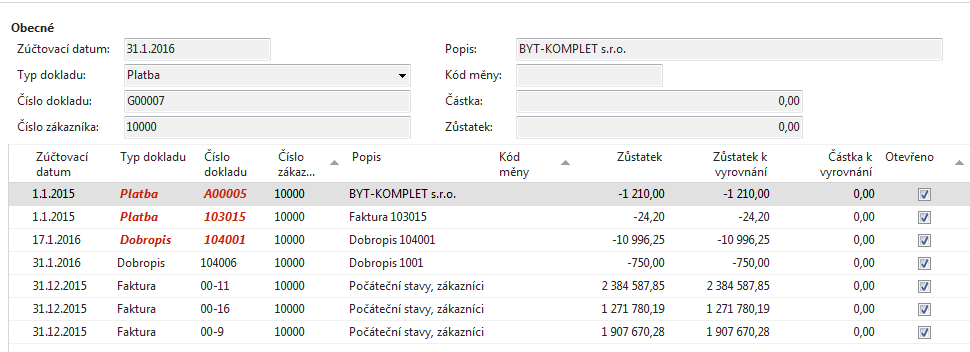 Obecné
Zúčtovací datum: 31.1.2016 Popis: BYT-KOMPLET s.r.o.
Typ dokladu: Platba Kód měny:
Číslo dokladu: G00007 Částka: 0,00
Číslo zákazníka: 10000 Zůstatek: 0,00
Zúčtovací datum Typ dokladu Číslo dokladu Číslo zákaz... Popis Kód měny Zůstatek Zůstatek k vyrovnání Částka k vyrovnání Otevřeno
1.1.2015 Platba A00005 10000 BYT-KOMPLET s.r.o. -1 210,00 -1 210,00 0,00
1.1.2015 Platba 103015 10000 Faktura 103015 -24,20 -24,20 0,00
17.1.2016 Dobropis 104001 10000 Dobropis 104001 -10 996,25 -10 996,25 0,00
31.1.2016 Dobropis 104006 10000 Dobropis 1001 -750,00 -750,00 0,00
31.12.2015 Faktura 00-11 10000 Počáteční stavy, zákazníci 2 384 587,85 2 384 587,85 0,00
31.12.2015 Faktura 00-16 10000 Počáteční stavy, zákazníci 1 271 780,19 1 271 780,19 0,00
31.12.2015 Faktura 00-9 10000 Počáteční stavy, zákazníci 1 907 670,28 1 907 670,28 0,00